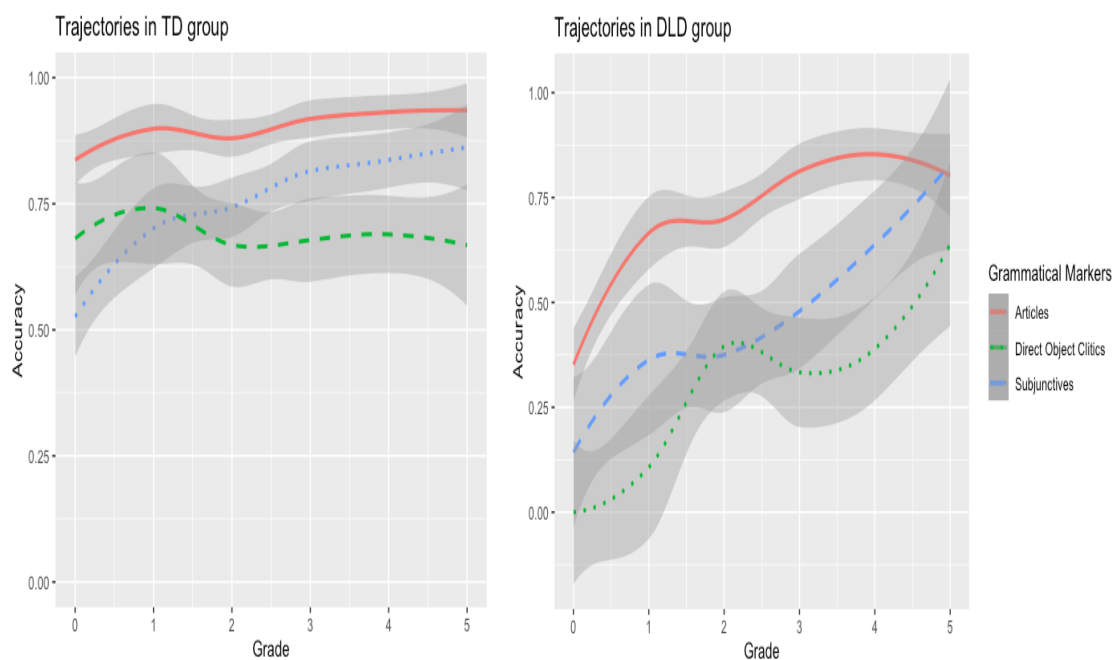 Trajectories in TD group
1.00
0.75
0.50
0.25
0.00
Accuracy
0 1 2 3 4 5
Grade
Trajectories in DLD group
1.00
0.75
0.50
0.25
0.00
Accuracy
0 1 2 3 4 5
Grade
Grammatical Markers
Articles
Direct Object Clitics
Subjunctives